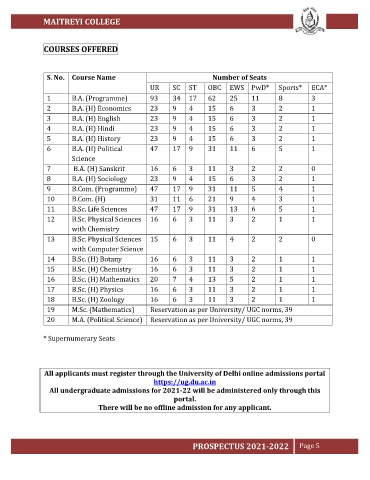 MAITREYI COLLEGE
COURSES OFFERED
S. No. Course Name Number of Seats
UR SC ST OBC EWS PwD* Sports* ECA*
1 B.A. (Programme) 93 34 17 62 25 11 8 3
2 B.A. (H) Economics 23 9 4 15 6 3 2 1
3 B.A. (H) English 23 9 4 15 6 3 2 1
4 B.A. (H) Hindi 23 9 4 15 6 3 2 1
5 B.A. (H) History 23 9 4 15 6 3 2 1
6 B.A. (H) Political 47 17 9 31 11 6 5 1
Science
7 B.A. (H) Sanskrit 16 6 3 11 3 2 2 0
8 B.A. (H) Sociology 23 9 4 15 6 3 2 1
9 B.Com. (Programme) 47 17 9 31 11 5 4 1
10 B.Com. (H) 31 11 6 21 9 4 3 1
11 B.Sc. Life Sciences 47 17 9 31 13 6 5 1
12 B.Sc. Physical Sciences 16 6 3 11 3 2 1 1
with Chemistry
13 B.Sc. Physical Sciences 15 6 3 11 4 2 2 0
with Computer Science
14 B.Sc. (H) Botany 16 6 3 11 3 2 1 1
15 B.Sc. (H) Chemistry 16 6 3 11 3 2 1 1
16 B.Sc. (H) Mathematics 20 7 4 13 5 2 1 1
17 B.Sc. (H) Physics 16 6 3 11 3 2 1 1
18 B.Sc. (H) Zoology 16 6 3 11 3 2 1 1
19 M.Sc. (Mathematics) Reservation as per University/ UGC norms, 39
20 M.A. (Political Science) Reservation as per University/ UGC norms, 39
* Supernumerary Seats
All applicants must register through the University of Delhi online admissions portal
https://ug.du.ac.in
All undergraduate admissions for 2021-22 will be administered only through this
portal.
There will be no offline admission for any applicant.
PROSPECTUS 2021-2022 Page 5